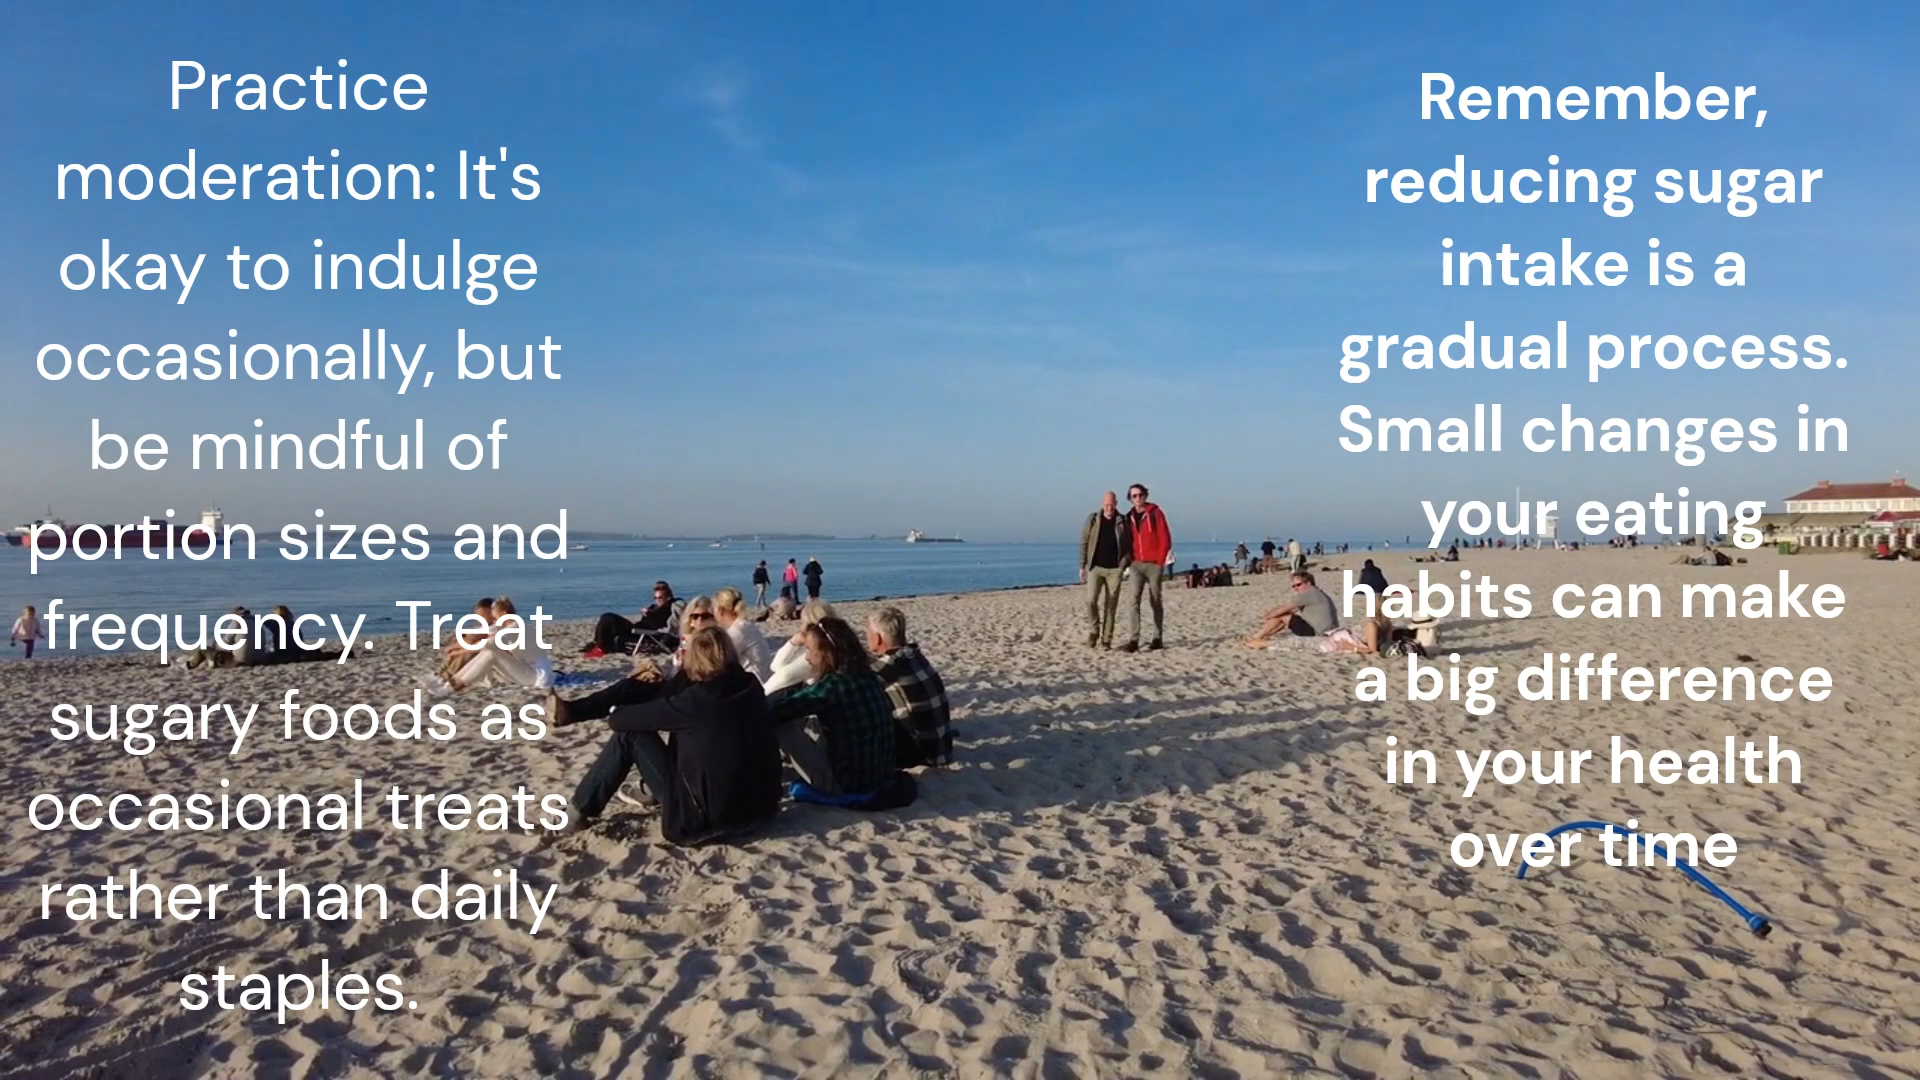 Practice
moderation: It's
okay to indulge
occasionally, but
be mindful of
portion sizes and
frequency. Treat
sugary foods as
occasional treats
rather than daily
staples.
Remember,
reducing sugar
intake is a
gradual process.
Small changes in
your eating
habits can make
a big difference
in your health
over time